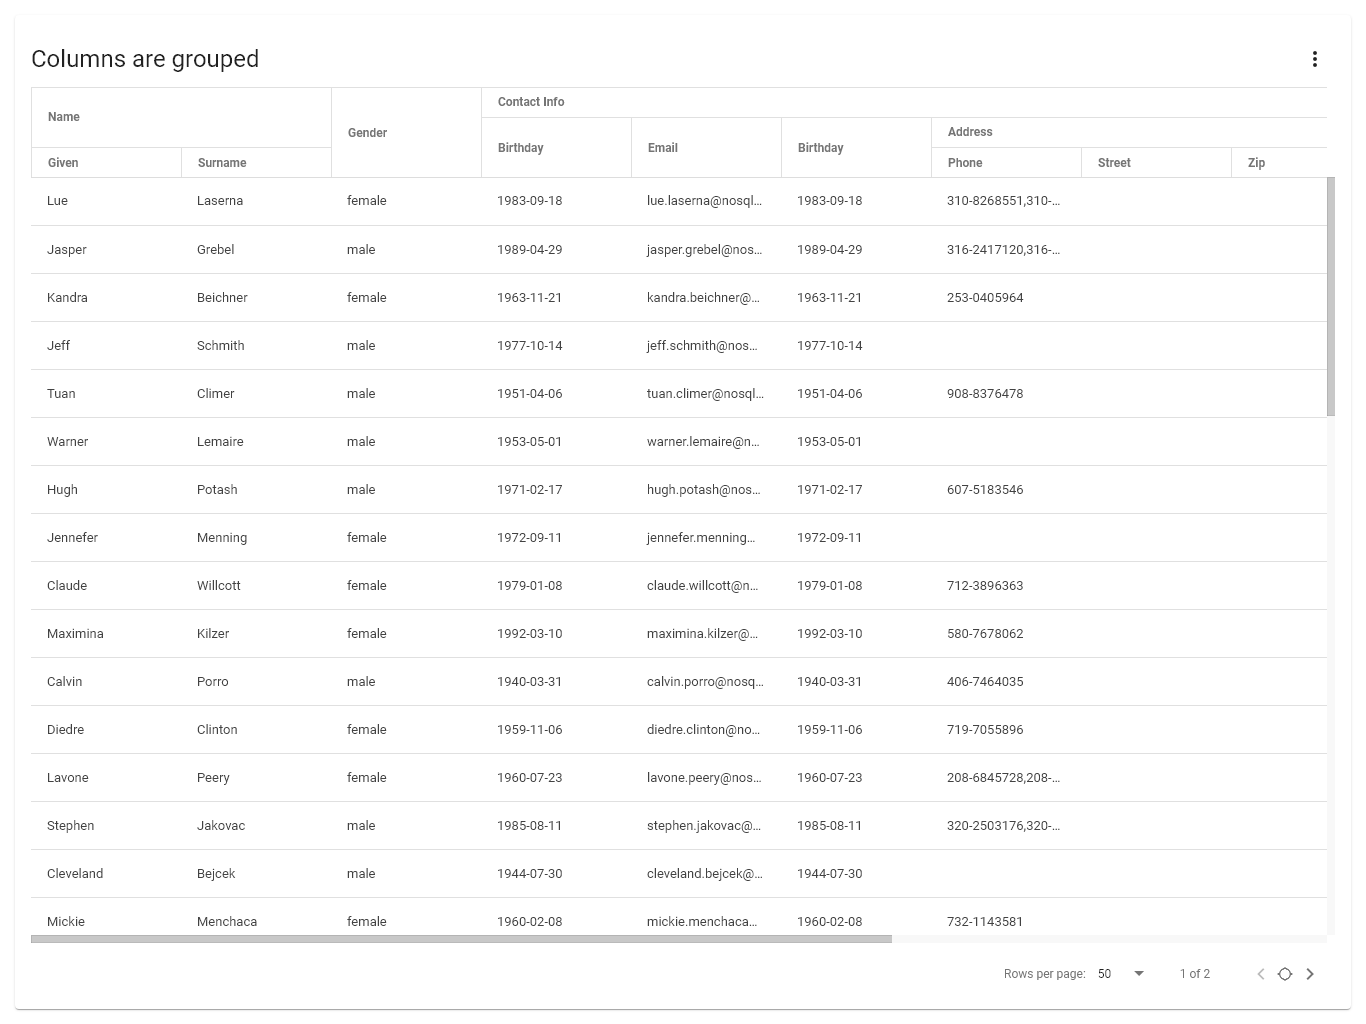 Columns are grouped
Contact Info
Name
Gender
Address
Birthday Email Birthday
Given Surname Phone Street Zip
Lue Laserna female 1983-09-18 lue.laserna@nosql... 1983-09-18 310-8268551,310-...
Jasper Grebel male 1989-04-29 jasper.grebel@nos... 1989-04-29 316-2417120,316-...
Kandra Beichner female 1963-11-21 kandra.beichner@... 1963-11-21 253-0405964
Jeff Schmith male 1977-10-14 jeff.schmith@nos... 1977-10-14
Tuan Climer male 1951-04-06 tuan.climer@nosql... 1951-04-06 908-8376478
Warner Lemaire male 1953-05-01 warner.lemaire@n... 1953-05-01
Hugh Potash male 1971-02-17 hugh.potash@nos... 1971-02-17 607-5183546
Jennefer Menning female 1972-09-11 jennefer.menning... 1972-09-11
Claude Willcott female 1979-01-08 claude.willcott@n... 1979-01-08 712-3896363
Maximina Kilzer female 1992-03-10 maximina.kilzer@... 1992-03-10 580-7678062
Calvin Porro male 1940-03-31 calvin.porro@nosq... 1940-03-31 406-7464035
Diedre Clinton female 1959-11-06 diedre.clinton@no... 1959-11-06 719-7055896
Lavone Peery female 1960-07-23 lavone.peery@nos... 1960-07-23 208-6845728,208-...
Stephen Jakovac male 1985-08-11 stephen.jakovac@... 1985-08-11 320-2503176,320-...
Cleveland Bejcek male 1944-07-30 cleveland.bejcek@... 1944-07-30
Mickie Menchaca female 1960-02-08 mickie.menchaca... 1960-02-08 732-1143581
Rows per page: 50 1 of 2